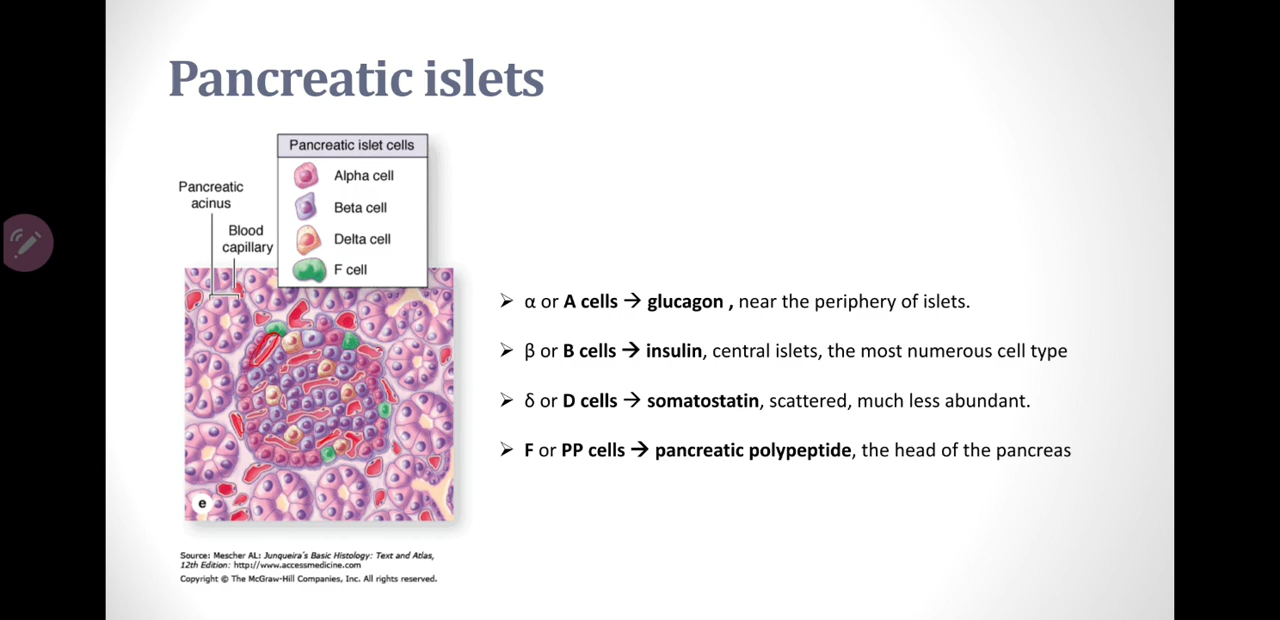 Pancreatic islets
Pancreatic islet cells
Alpha cell
Beta cell
Delta cell
F cell
Pancreatic
acinus
Blood
capillary
e
➢ α or A cells → glucagon , near the periphery of islets.
➢ β or B cells → insulin, central islets, the most numerous cell type
➢ δ or D cells → somatostatin, scattered, much less abundant.
➢ F or PP cells → pancreatic polypeptide, the head of the pancreas
Source: Mescher AL: Junqueira's Basic Histology: Text and Atlas,
12th Edition: http://www.accessmedicine.com
Copyright © The McGraw-Hill Companies, Inc. All rights reserved.